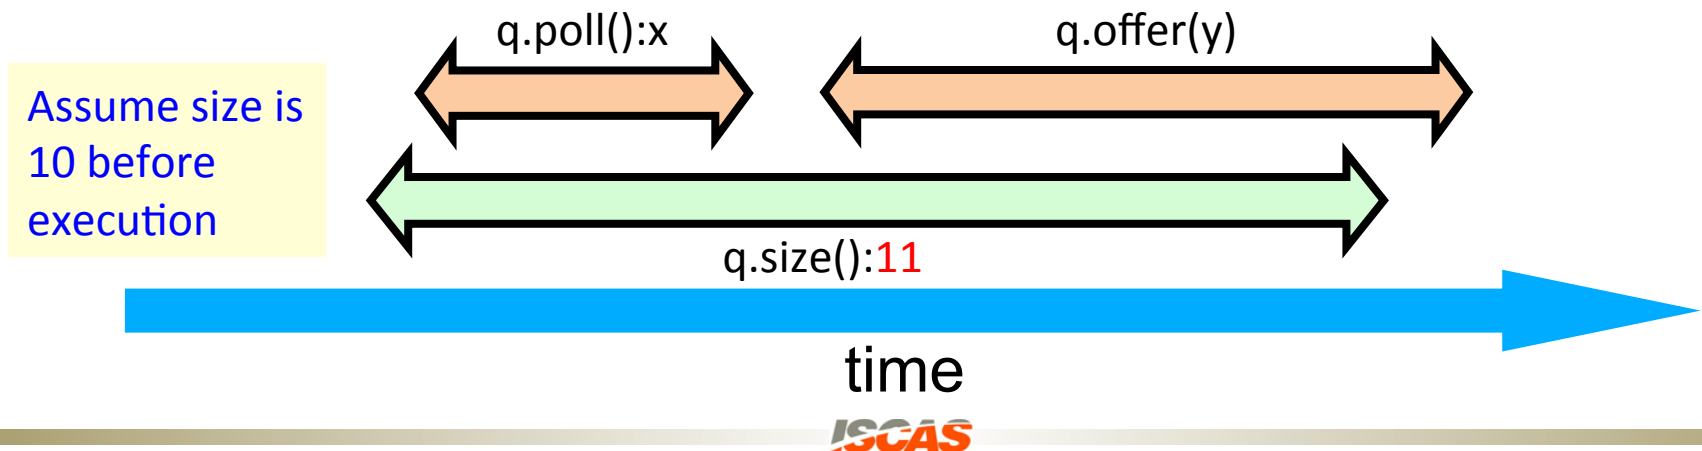 q.poll():x
q.offer(y)
Assume size is
10 before
execution
q.size():11
time
ISCAS